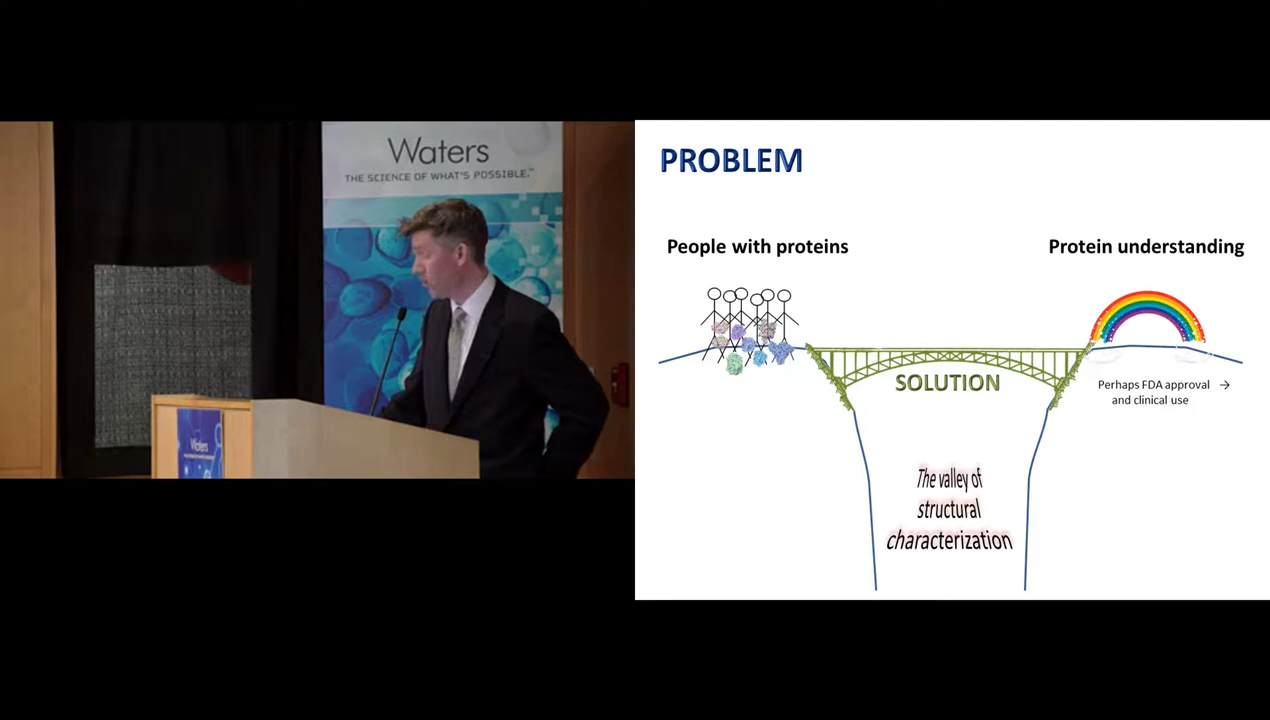 Waters
THE SCIENCE OF WHAT'S POSSIBLE.™
Waters
PROBLEM
People with proteins
Protein understanding
SOLUTION
Perhaps FDA approval →
and clinical use
The valley of
structural
characterization